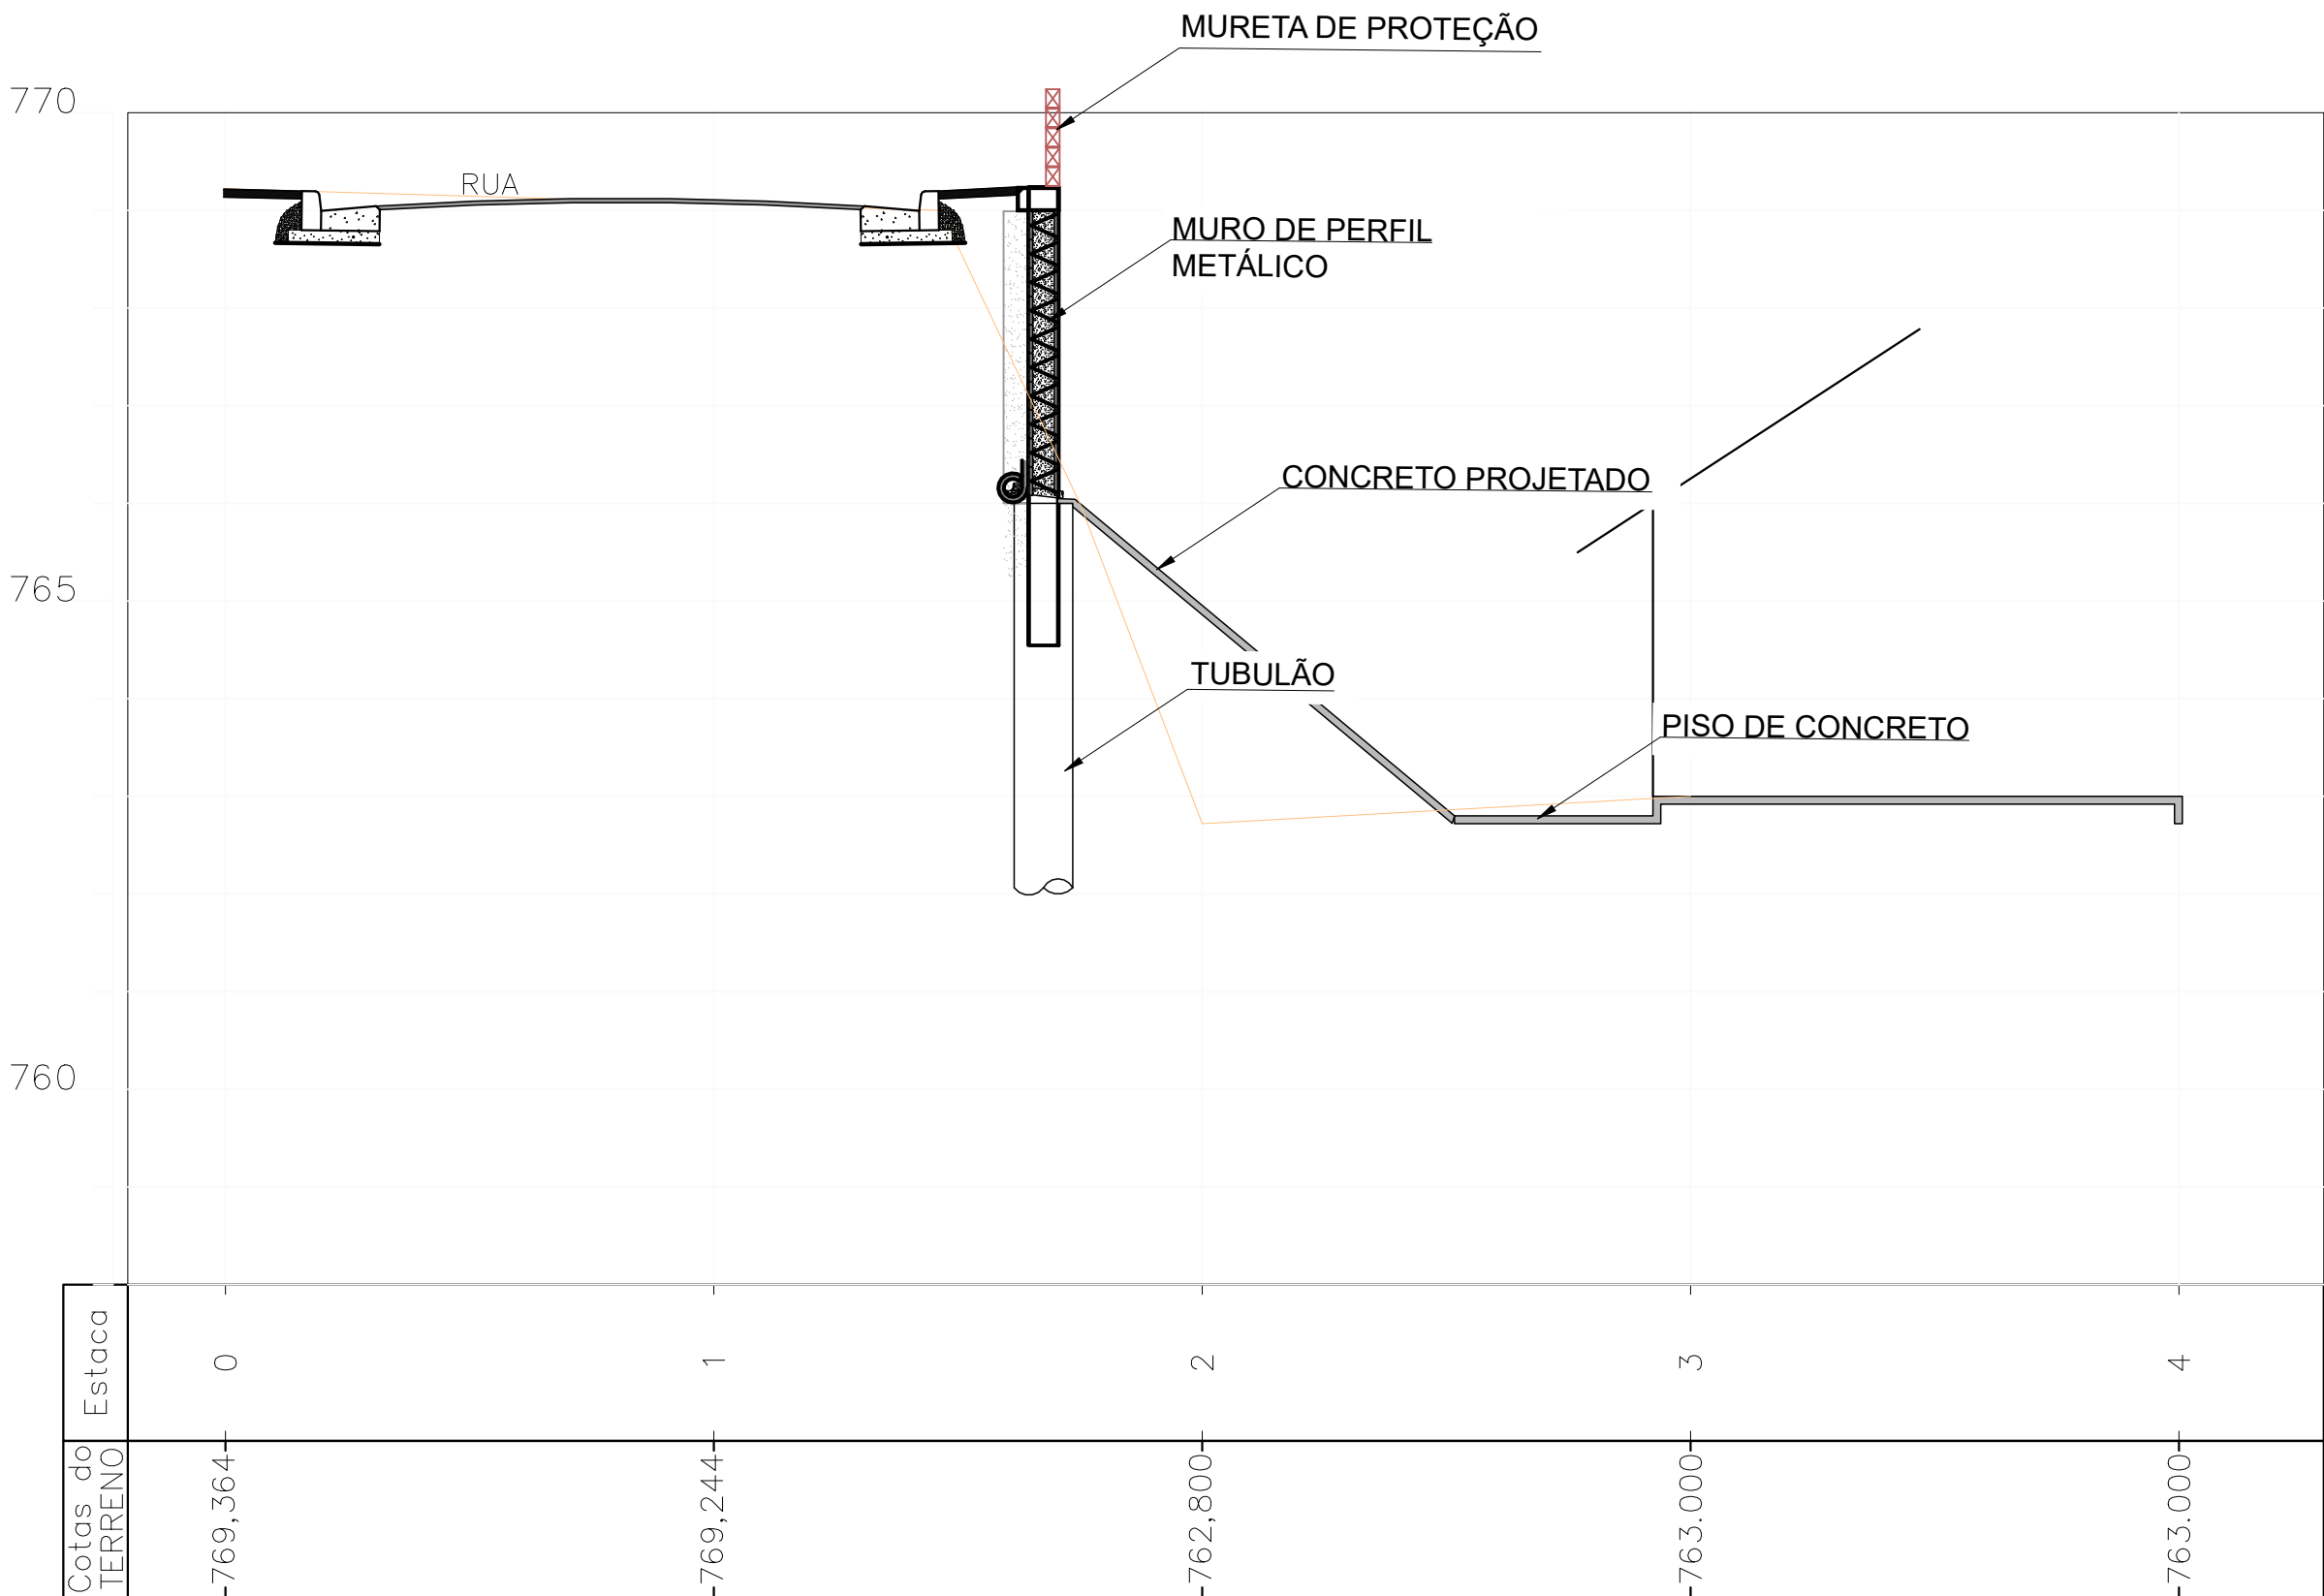 MURETA DE PROTEÇÃO
770
RUA
MURO DE PERFIL
METÁLICO
CONCRETO PROJETADO
765
TUBULÃO
PISO DE CONCRETO
760
Estaca
0
1
2
3
4
Cotas do
TERRENO
769,364
769,244
762,800
763.000
763.000